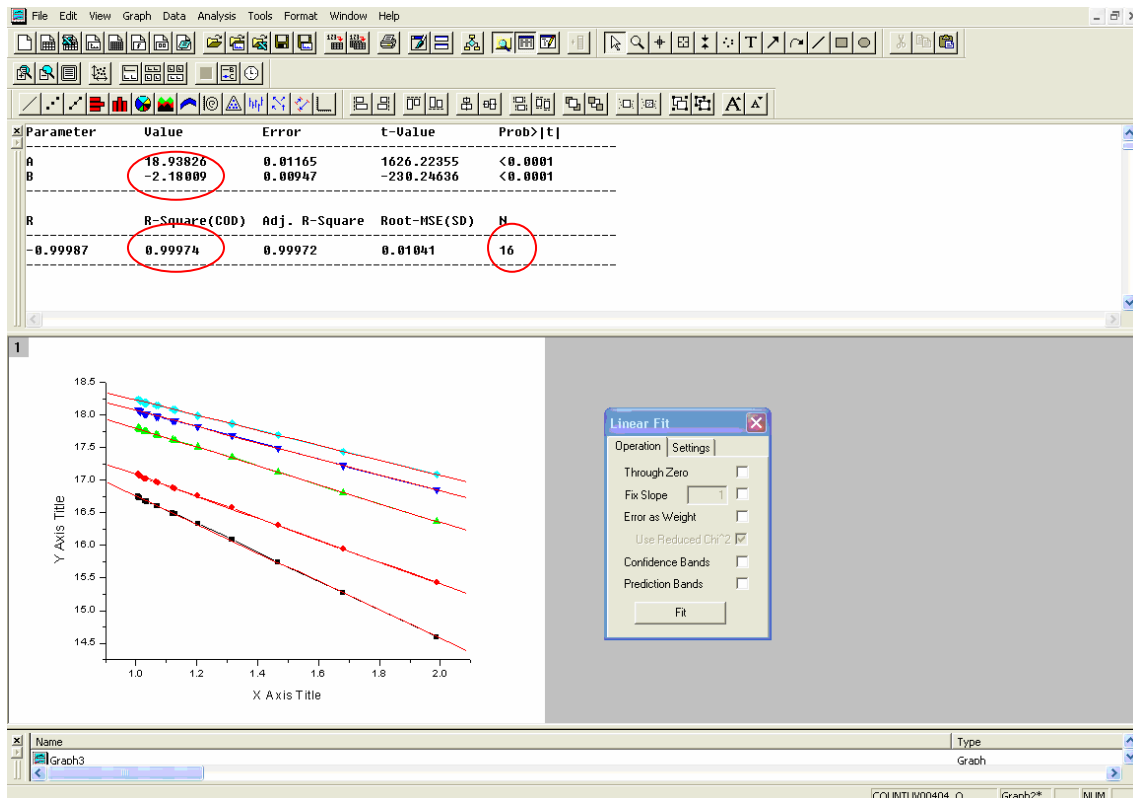 File Edit View Graph Data Analysis Tools Format Window Help
Parameter Value Error t-Value Prob>|t|
A 18.93826 0.01165 1626.22355 <0.0001
B -2.18009 0.00947 -230.24636 <0.0001
R R-Square(COD) Adj. R-Square Root-MSE(SD) N
-0.99987 0.99974 0.99972 0.01041 16
1
18.5
18.0
17.5
17.0
16.5
16.0
15.5
15.0
14.5
Y Axis Title
1.0 1.2 1.4 1.6 1.8 2.0
X Axis Title
Linear Fit
Operation Settings
Through Zero
Fix Slope 1
Error as Weight
Use Reduced Chi^2
Confidence Bands
Prediction Bands
Fit
Name Type
Graph3 Graph
Graph2* NUM